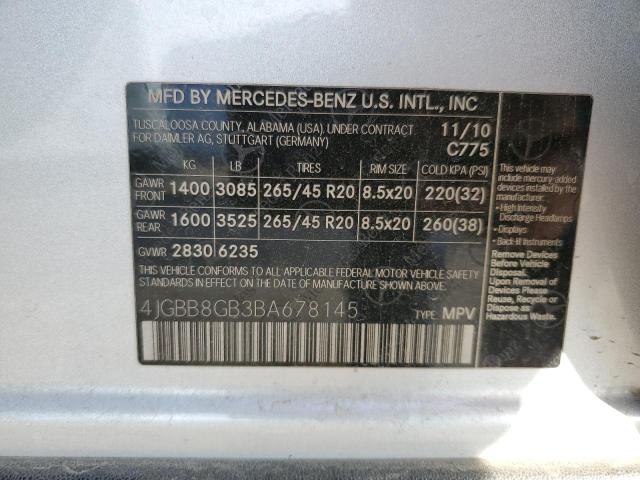 MFD BY MERCEDES-BENZ U.S. INTL., INC
TUSCALOOSA COUNTY, ALABAMA (USA). UNDER CONTRACT 11/10
FOR DAIMLER AG, STUTTGART (GERMANY) C775
KG LB TIRES RIM SIZE COLD KPA (PSI)
GAWR FRONT 1400 3085 265/45 R20 8.5x20 220(32)
GAWR REAR 1600 3525 265/45 R20 8.5x20 260(38)
GVWR 2830 6235
THIS VEHICLE CONFORMS TO ALL APPLICABLE FEDERAL MOTOR VEHICLE SAFETY
STANDARDS IN EFFECT ON THE DATE OF MANUFACTURE SHOWN ABOVE.
4JGBB8GB3BA678145
TYPE: MPV
This vehicle may
include mercury-added
devices installed by the
manufacturer:
- High Intensity
Discharge Headlamps
- Displays
- Back-lit Instruments
Remove Devices
Before Vehicle
Disposal.
Upon Removal of
Devices Please Reuse,
Recycle or Dispose as
Hazardous Waste.